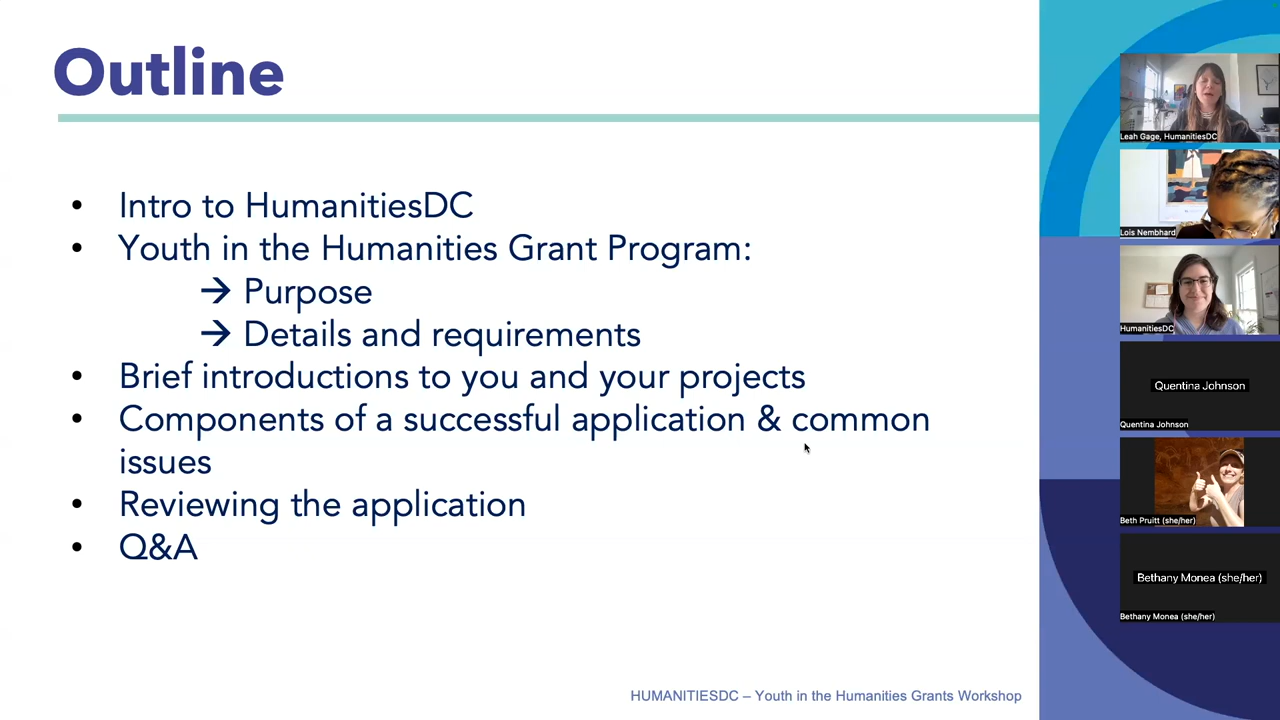 Outline
• Intro to HumanitiesDC
• Youth in the Humanities Grant Program:
→ Purpose
→ Details and requirements
• Brief introductions to you and your projects
• Components of a successful application & common
issues
• Reviewing the application
• Q&A
HUMANITIESDC – Youth in the Humanities Grants Workshop
Leah Gage, HumanitiesDC
Lois Nembhard
HumanitiesDC
Quentina Johnson
Quentina Johnson
Beth Pruitt (she/her)
Bethany Monea (she/her)
Bethany Monea (she/her)